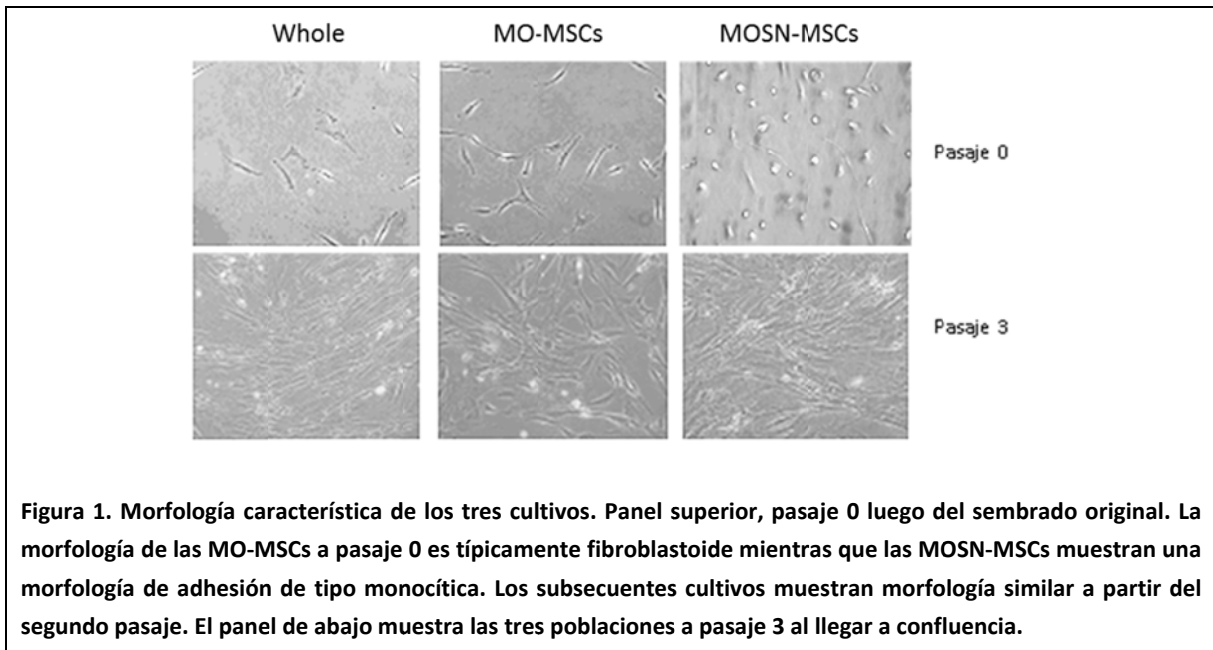 Whole MO-MSCs MOSN-MSCs
Pasaje 0
Pasaje 3
Figura 1. Morfología característica de los tres cultivos. Panel superior, pasaje 0 luego del sembrado original. La
morfología de las MO-MSCs a pasaje 0 es típicamente fibroblastoide mientras que las MOSN-MSCs muestran una
morfología de adhesión de tipo monocítica. Los subsecuentes cultivos muestran morfología similar a partir del
segundo pasaje. El panel de abajo muestra las tres poblaciones a pasaje 3 al llegar a confluencia.